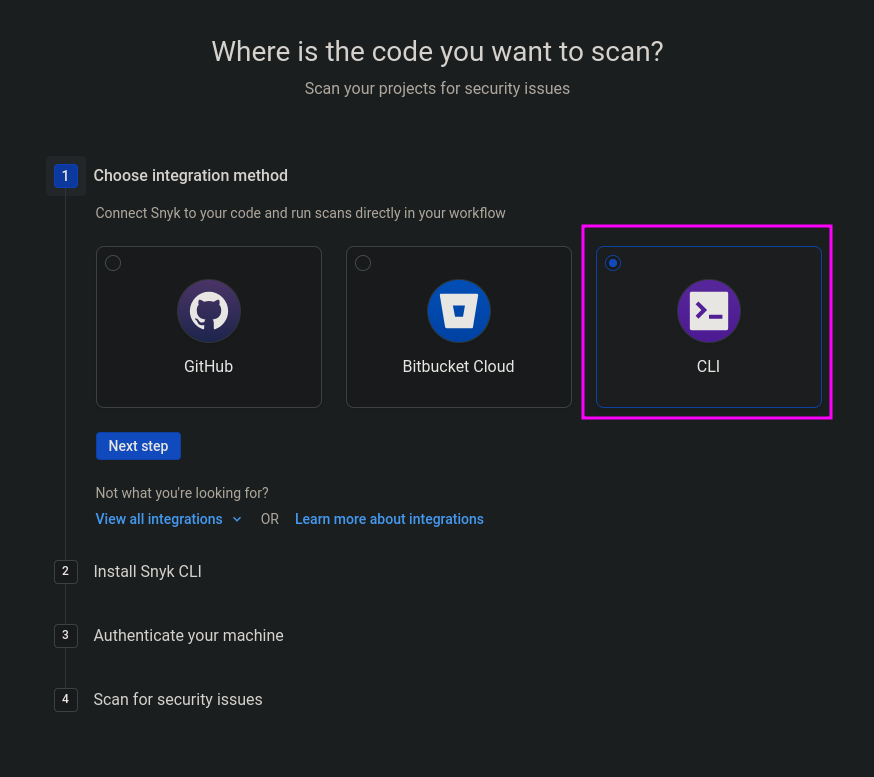 Where is the code you want to scan?
Scan your projects for security issues
1 Choose integration method
Connect Snyk to your code and run scans directly in your workflow
GitHub
Bitbucket Cloud
CLI
Next step
Not what you're looking for?
View all integrations OR Learn more about integrations
2 Install Snyk CLI
3 Authenticate your machine
4 Scan for security issues